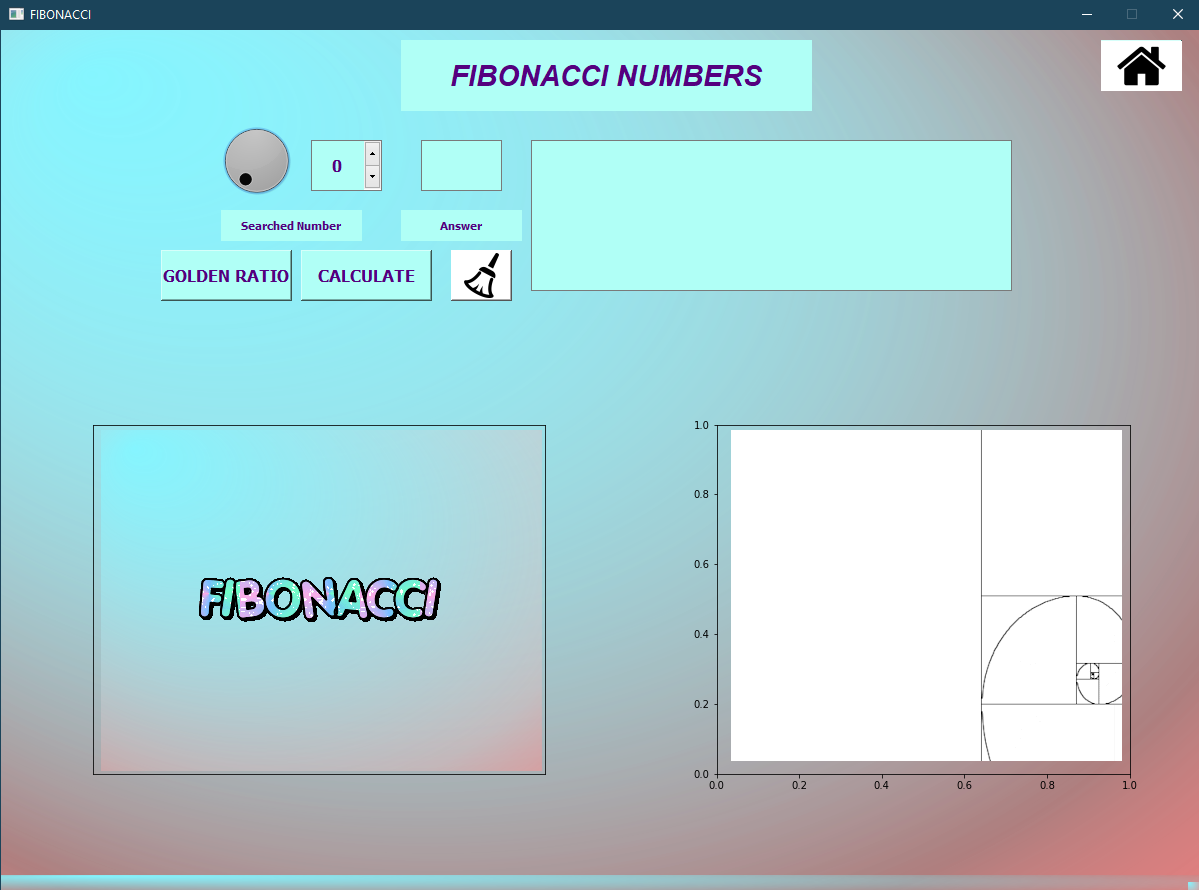 FIBONACCI
FIBONACCI NUMBERS
0
Searched Number
Answer
GOLDEN RATIO
CALCULATE
FIBONACCI
1.0
0.8
0.6
0.4
0.2
0.0
0.0 0.2 0.4 0.6 0.8 1.0